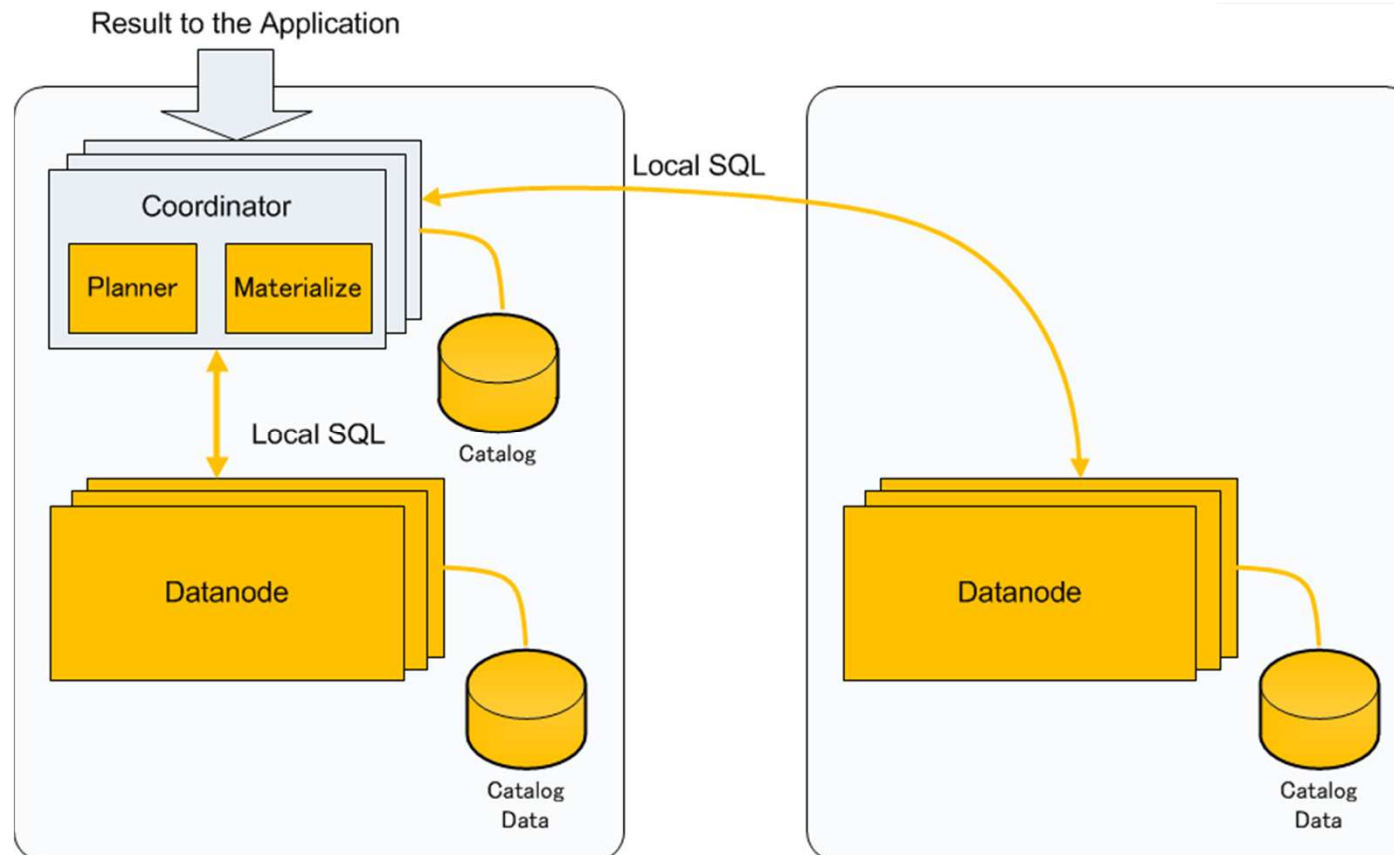 Result to the Application
Local SQL
Coordinator
Planner
Materialize
Local SQL
Catalog
Datanode
Datanode
Catalog
Data
Catalog
Data